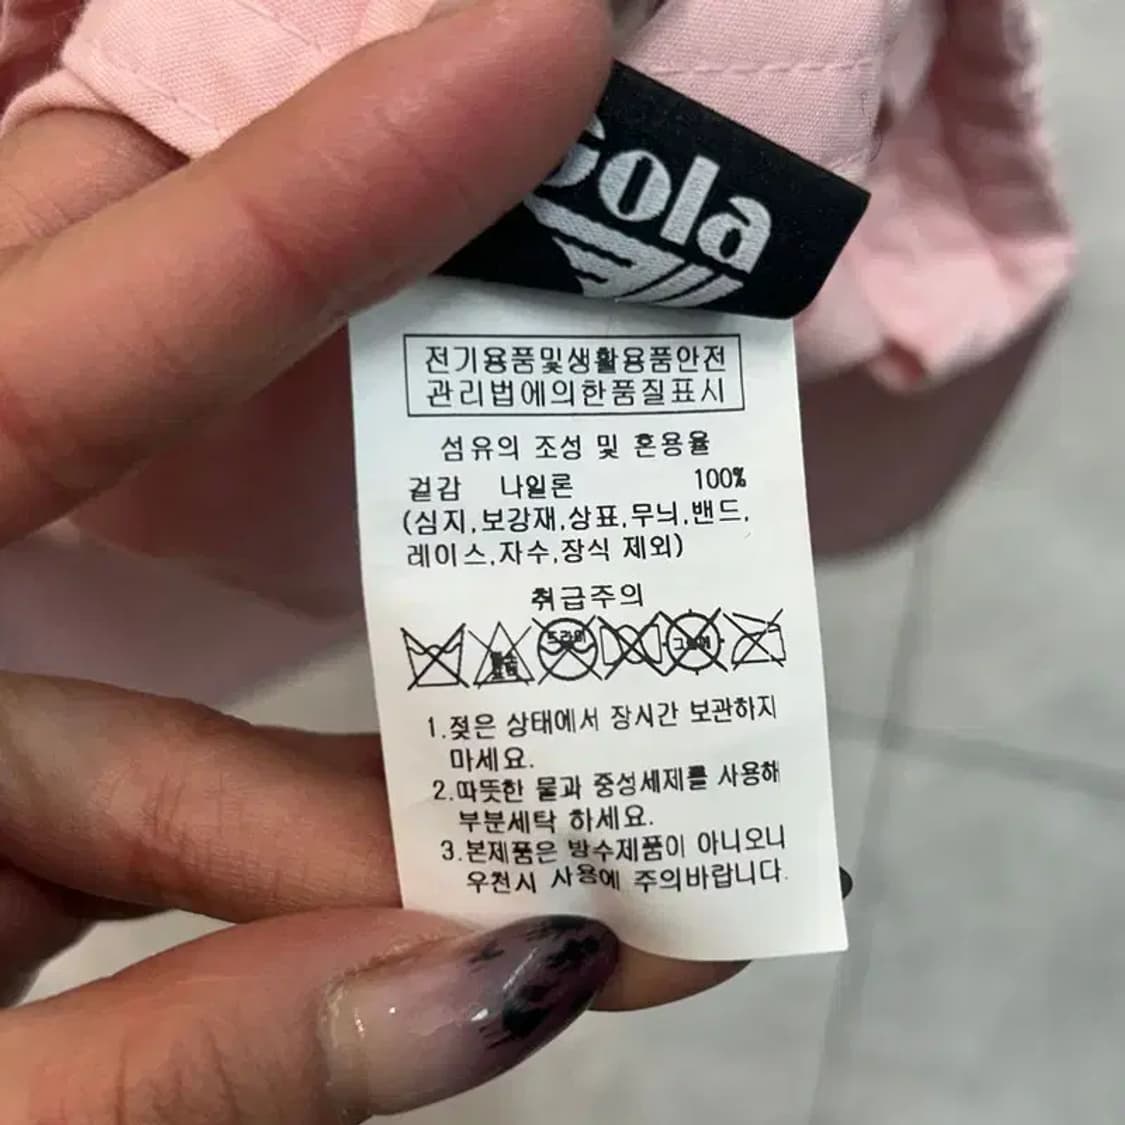 Gola
전기용품및생활용품안전
관리법에의한품질표시
섬유의 조성 및 혼용율
겉감 나일론 100%
(심지,보강재,상표,무늬,밴드,
레이스,자수,장식 제외)
취급주의
드라이
1.젖은 상태에서 장시간 보관하지
마세요.
2.따뜻한 물과 중성세제를 사용해
부분세탁 하세요.
3.본제품은 방수제품이 아니오니
우천시 사용에 주의바랍니다.